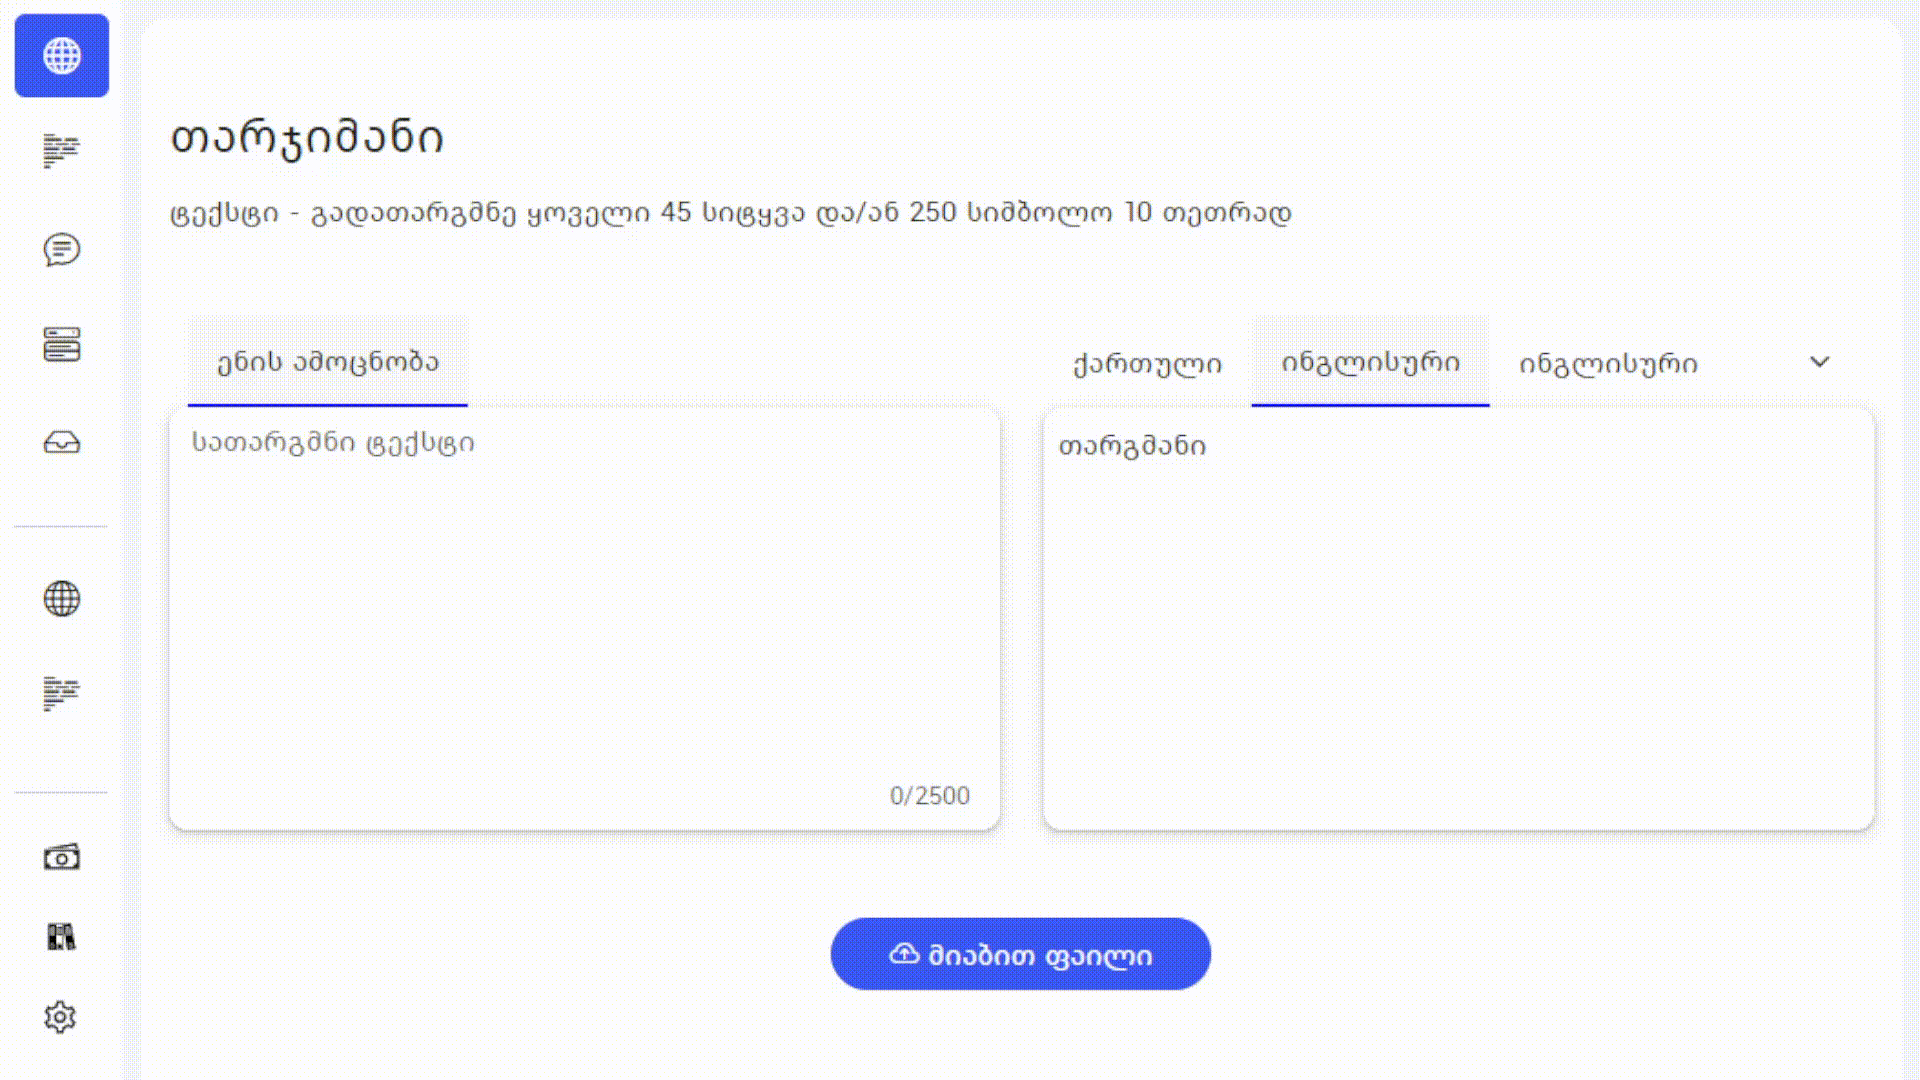 თარჯიმანი
ტექსტი - გადათარგმნე ყოველი 45 სიტყვა და/ან 250 სიმბოლო 10 თეთრად
ენის ამოცნობა
ქართული ინგლისური ინგლისური
სათარგმნი ტექსტი
თარგმანი
0/2500
მიაბით ფაილი